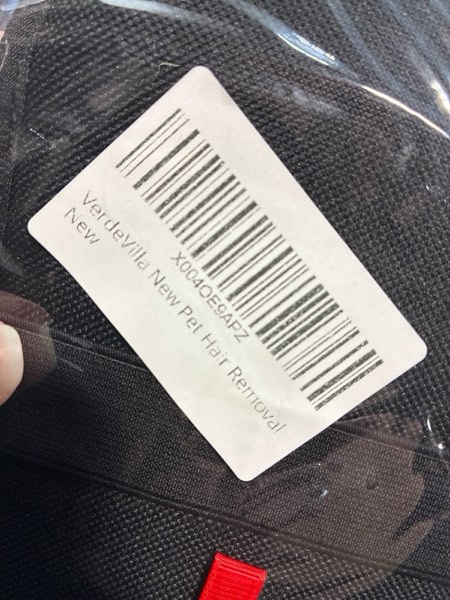 X004OE9APZ
VerdeVilla New Pet Hair Removal
New